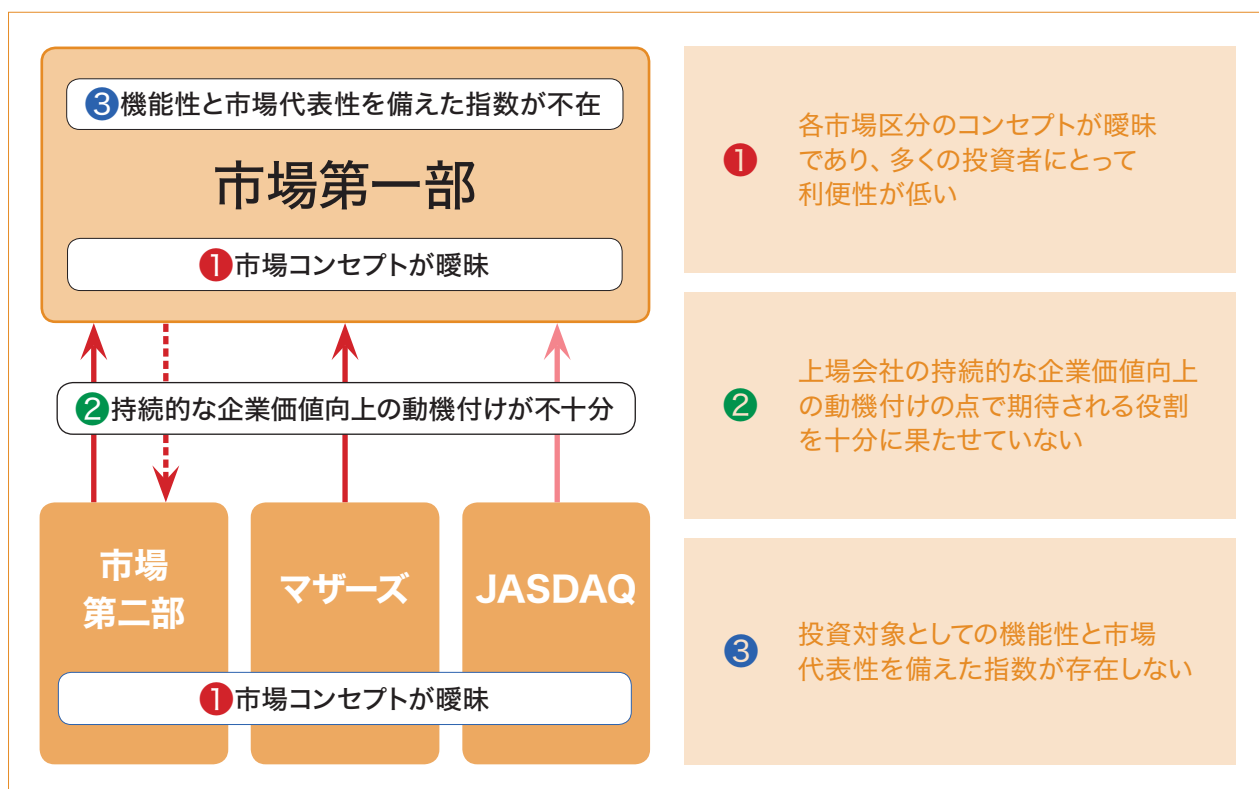 ❸機能性と市場代表性を備えた指数が不在
市場第一部
❶市場コンセプトが曖昧
❷持続的な企業価値向上の動機付けが不十分
市場
第二部
マザーズ
JASDAQ
❶市場コンセプトが曖昧
❶
各市場区分のコンセプトが曖昧
であり、多くの投資者にとって
利便性が低い
❷
上場会社の持続的な企業価値向上
の動機付けの点で期待される役割
を十分に果たせていない
❸
投資対象としての機能性と市場
代表性を備えた指数が存在しない